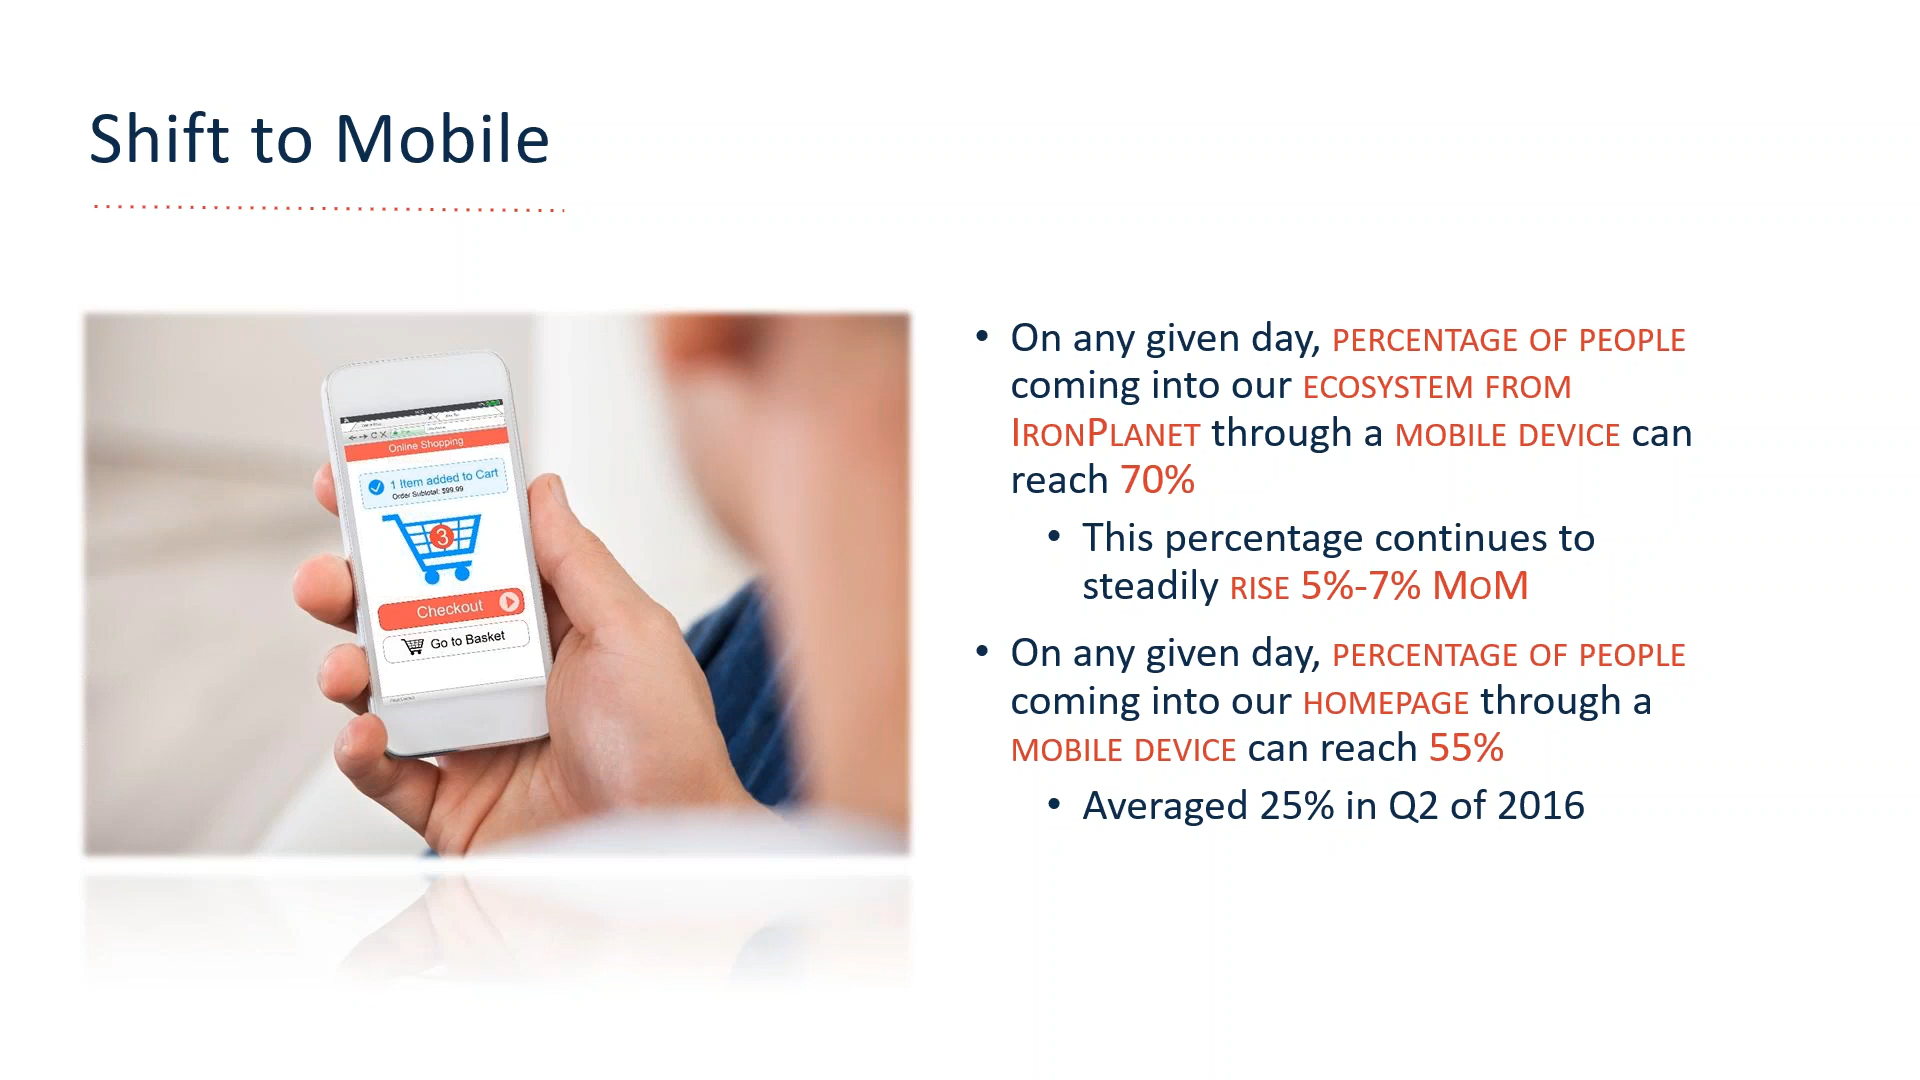 Shift to Mobile
• On any given day, PERCENTAGE OF PEOPLE
coming into our ECOSYSTEM FROM
IRONPLANET through a MOBILE DEVICE can
reach 70%
• This percentage continues to
steadily RISE 5%-7% MOM
• On any given day, PERCENTAGE OF PEOPLE
coming into our HOMEPAGE through a
MOBILE DEVICE can reach 55%
• Averaged 25% in Q2 of 2016
Online Shopping
1 Item added to Cart
Order Subtotal: $99.99
3
Checkout
Go to Basket